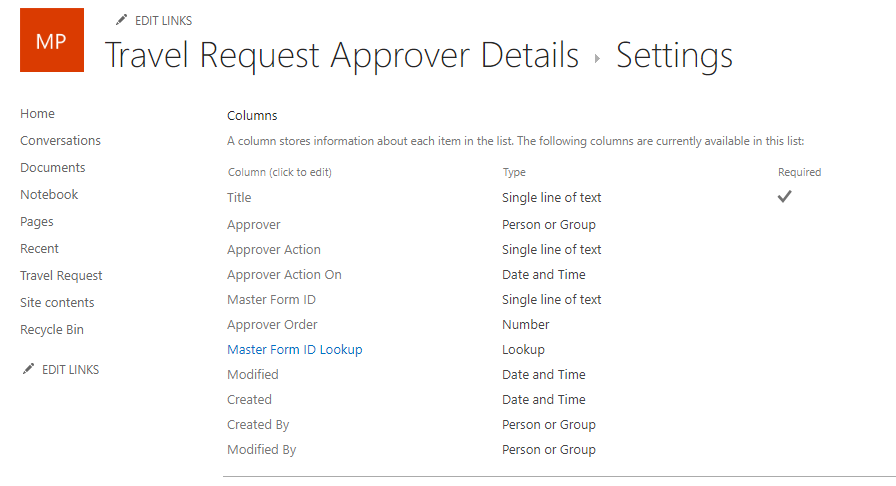 MP
EDIT LINKS
Travel Request Approver Details ▸ Settings
Home
Conversations
Documents
Notebook
Pages
Recent
Travel Request
Site contents
Recycle Bin
EDIT LINKS
Columns
A column stores information about each item in the list. The following columns are currently available in this list:
Column (click to edit) Type Required
Title Single line of text ✓
Approver Person or Group
Approver Action Single line of text
Approver Action On Date and Time
Master Form ID Single line of text
Approver Order Number
Master Form ID Lookup Lookup
Modified Date and Time
Created Date and Time
Created By Person or Group
Modified By Person or Group